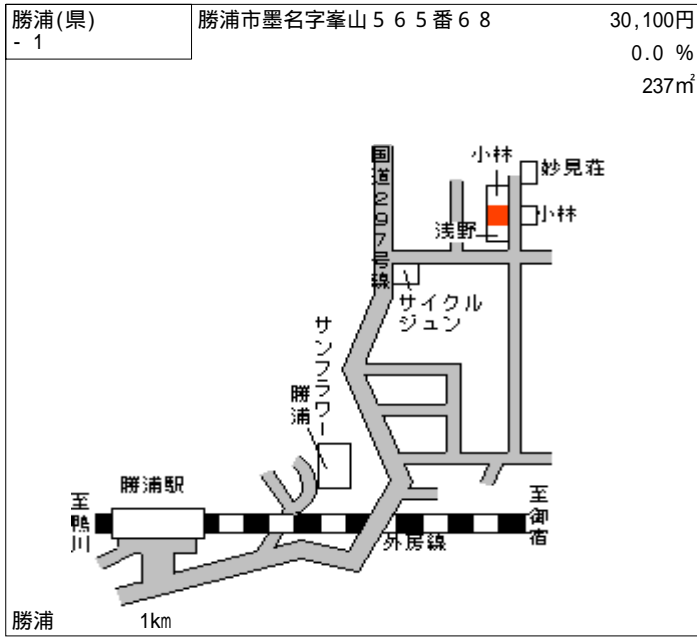 勝浦(県)
- 1
勝浦市墨名字峯山５６５番６８
30,100円
0.0 %
237㎡
国道297号線
小林
妙見荘
小林
浅野
サイクル
ジュン
サンフラワー
勝浦
勝浦駅
至鴨川
至御宿
外房線
勝浦 1km